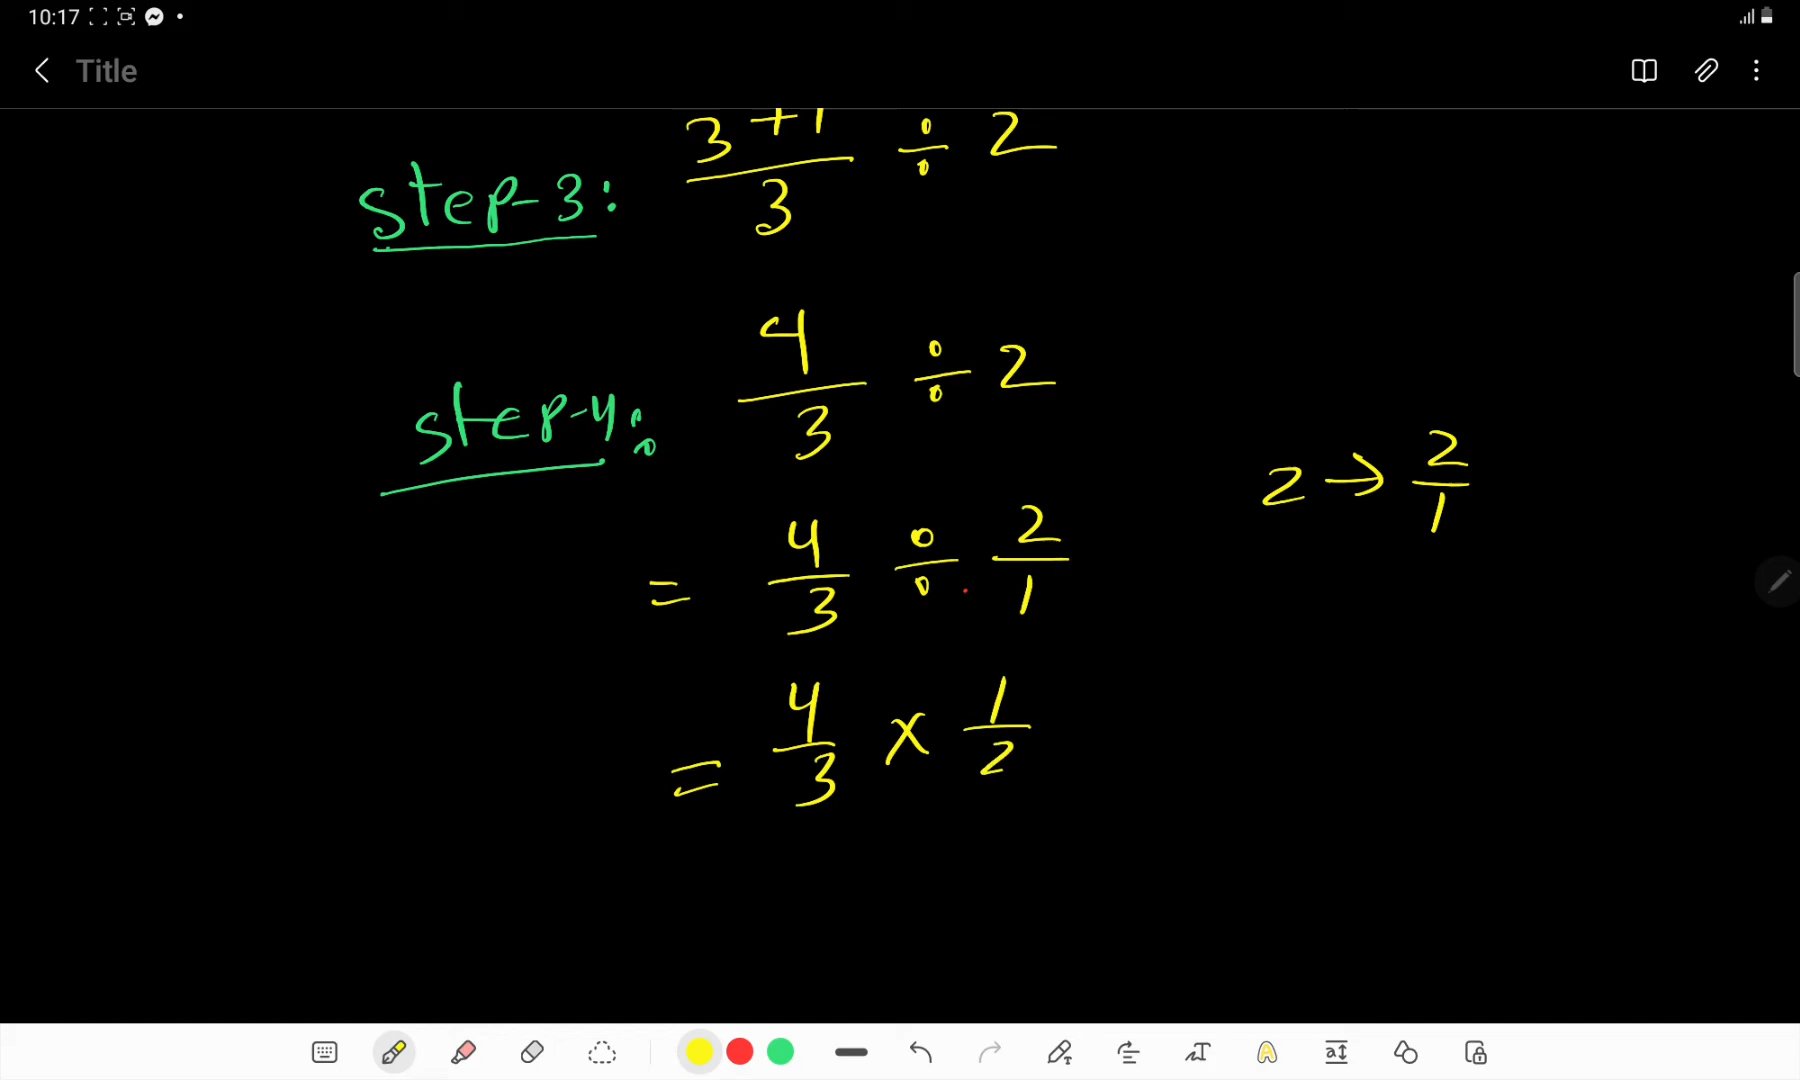 10:17
Title
step-3: 3+1/3 ÷ 2
step-4: 4/3 ÷ 2
2 → 2/1
= 4/3 ÷ 2/1
= 4/3 × 1/2